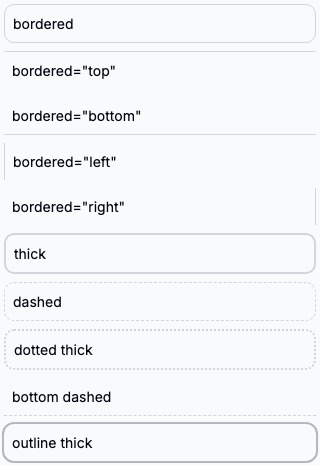 bordered
bordered="top"
bordered="bottom"
bordered="left"
bordered="right"
thick
dashed
dotted thick
bottom dashed
outline thick